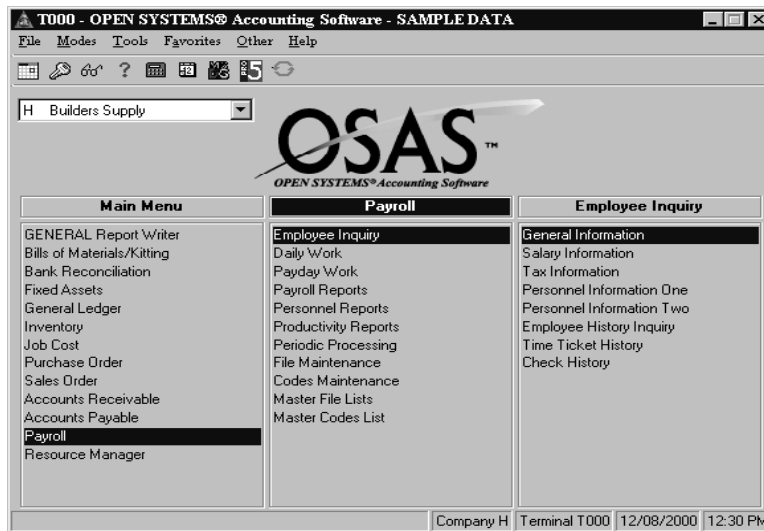 T000 - OPEN SYSTEMS® Accounting Software - SAMPLE DATA
File Modes Tools Favorites Other Help
H Builders Supply
OSAS™
OPEN SYSTEMS® Accounting Software
Main Menu Payroll Employee Inquiry
GENERAL Report Writer
Bills of Materials/Kitting
Bank Reconciliation
Fixed Assets
General Ledger
Inventory
Job Cost
Purchase Order
Sales Order
Accounts Receivable
Accounts Payable
Payroll
Resource Manager
Employee Inquiry
Daily Work
Payday Work
Payroll Reports
Personnel Reports
Productivity Reports
Periodic Processing
File Maintenance
Codes Maintenance
Master File Lists
Master Codes List
General Information
Salary Information
Tax Information
Personnel Information One
Personnel Information Two
Employee History Inquiry
Time Ticket History
Check History
Company H Terminal T000 12/08/2000 12:30 PM